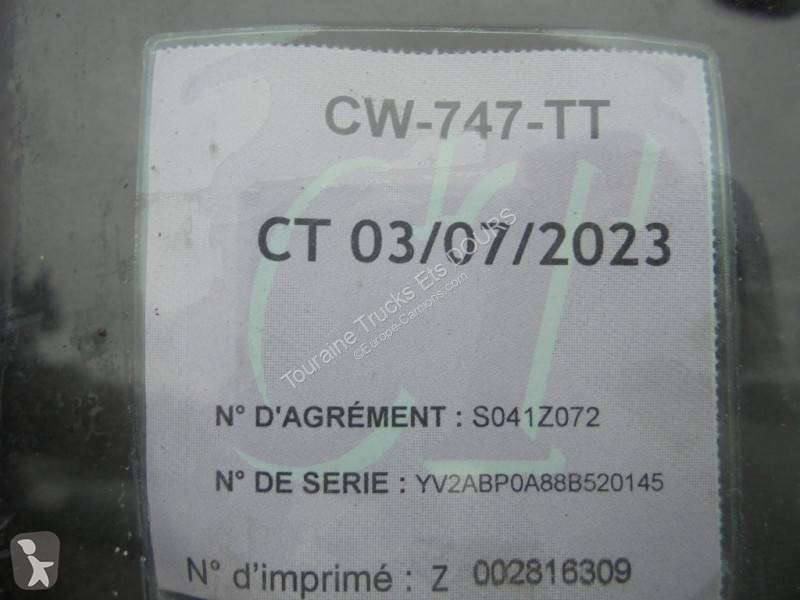 CW-747-TT
CT 03/07/2023
Touraine Trucks Ets DOURS
©Europe-Camions.com
N° D'AGRÉMENT : S041Z072
N° DE SERIE : YV2ABP0A88B520145
N° d'imprimé : Z 002816309